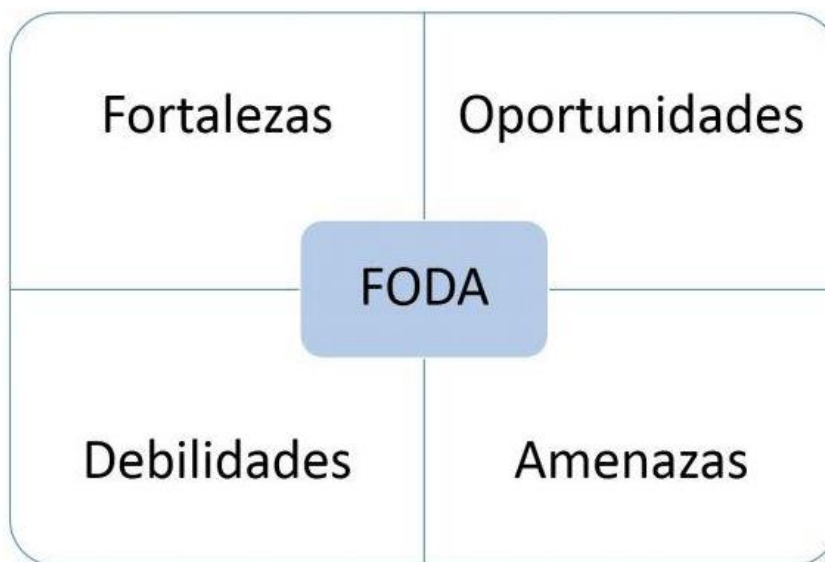 Fortalezas
Oportunidades
FODA
Debilidades
Amenazas